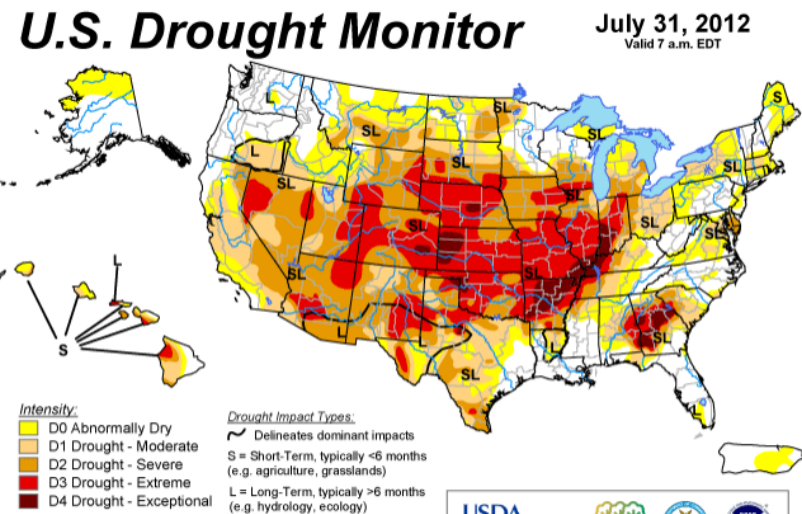 U.S. Drought Monitor
July 31, 2012
Valid 7 a.m. EDT
L
SL
S
SL
SL
L
SL
SL
SL
SL
SL
SL
SL
SL
SL
L
L
L
SL
L
SL
L
S
Intensity:
D0 Abnormally Dry
D1 Drought - Moderate
D2 Drought - Severe
D3 Drought - Extreme
D4 Drought - Exceptional
Drought Impact Types:
Delineates dominant impacts
S = Short-Term, typically <6 months
(e.g. agriculture, grasslands)
L = Long-Term, typically >6 months
(e.g. hydrology, ecology)
USDA